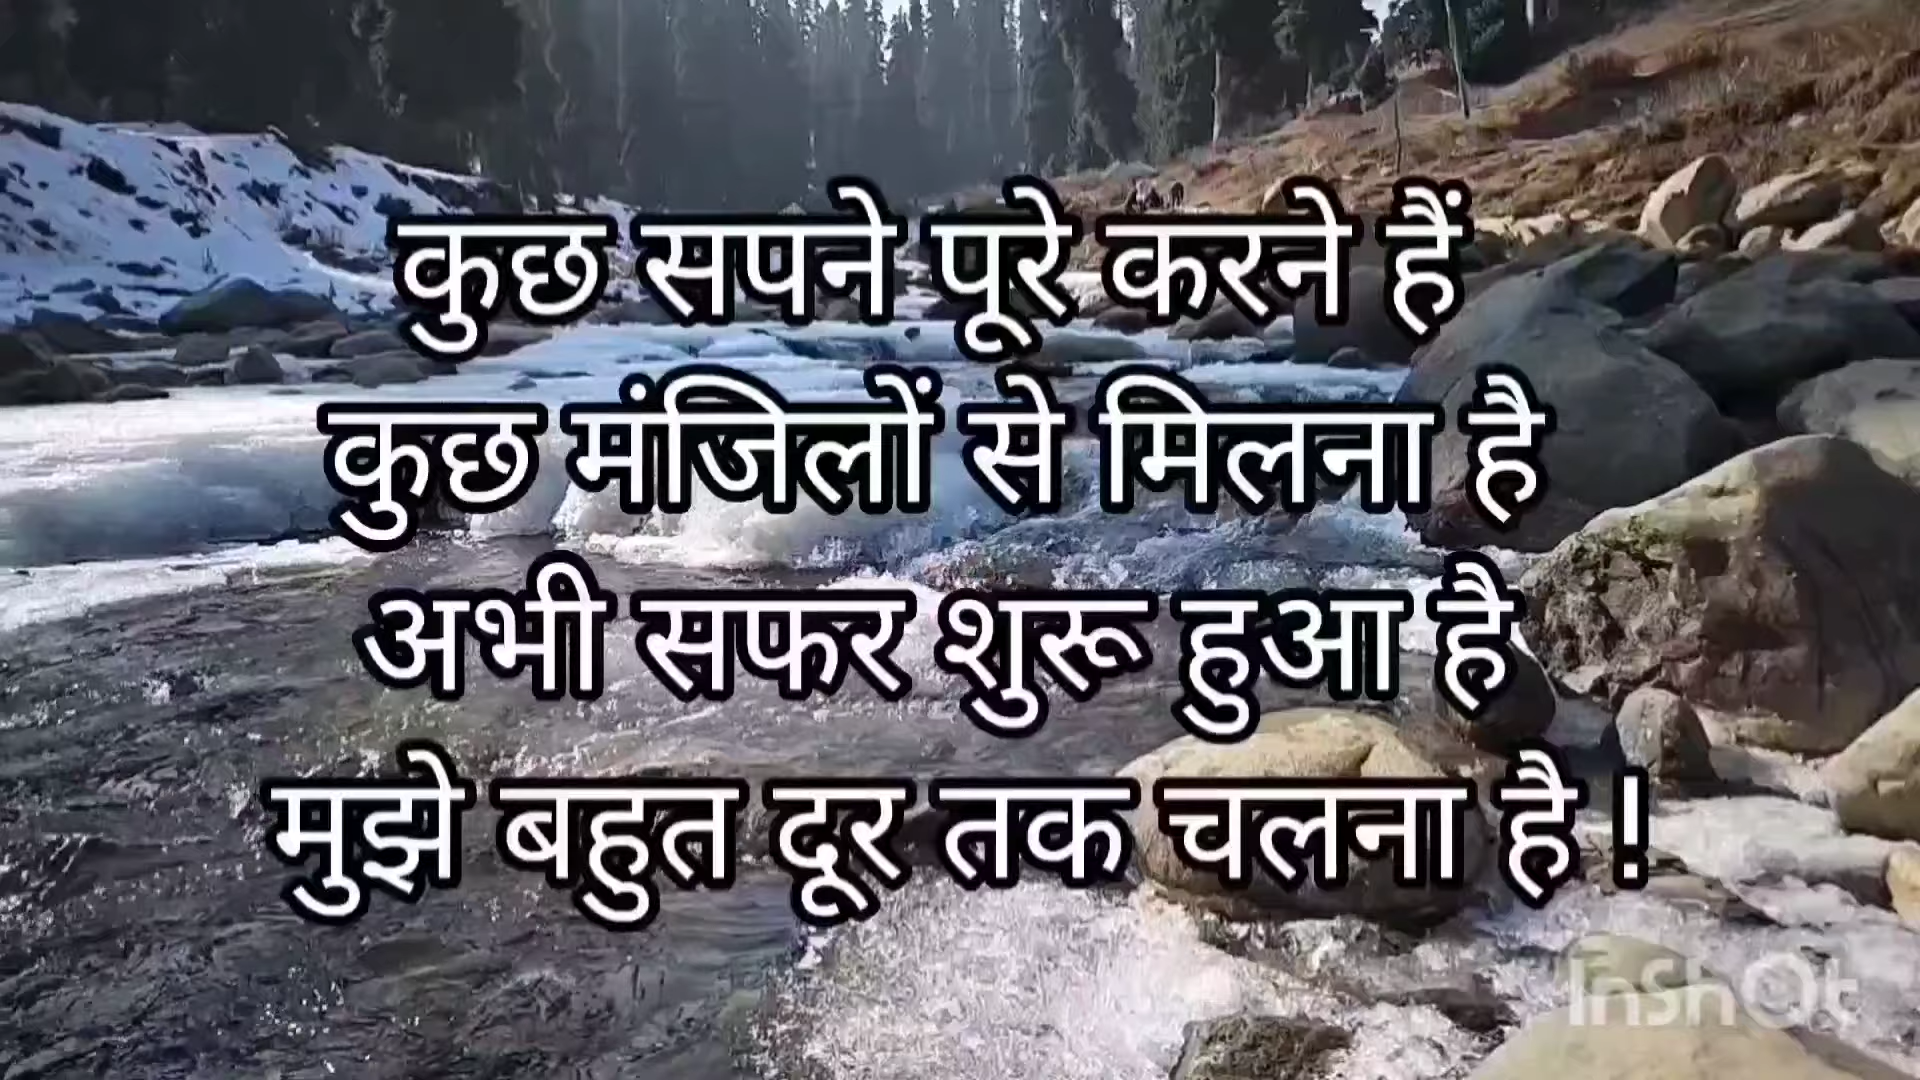 कुछ सपने पूरे करने हैं
कुछ मंजिलों से मिलना है
अभी सफर शुरू हुआ है
मुझे बहुत दूर तक चलना है !
InShOt